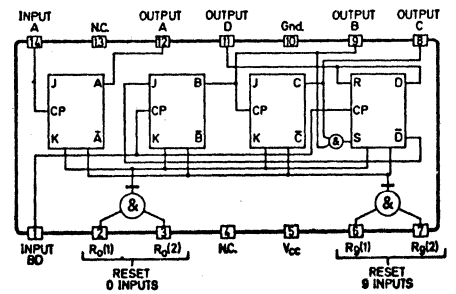 INPUT A N.C. OUTPUT A OUTPUT D Gnd. OUTPUT B OUTPUT C
14 13 12 11 10 9 8
J A J B J C R D
CP CP CP CP
K A̅ K B̅ K C̅ & S D̅
& &
1 2 3 4 5 6 7
INPUT BD R0(1) R0(2) N.C. VCC R9(1) R9(2)
RESET 0 INPUTS RESET 9 INPUTS